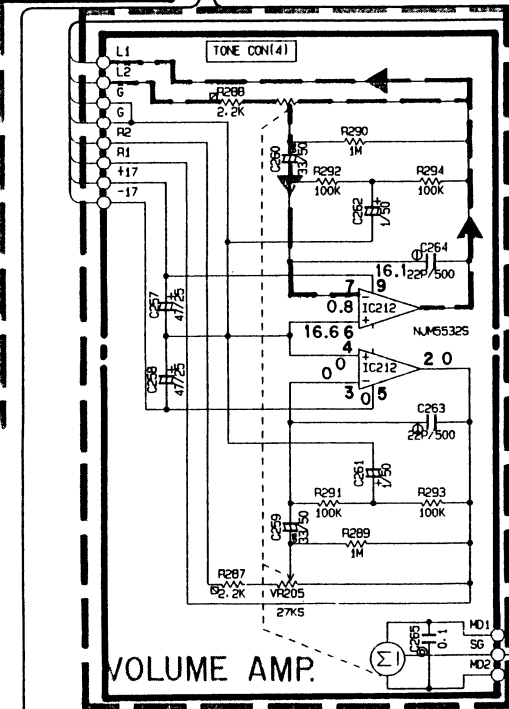 TONE CON(4)
L1
L2
G
G
R2
R1
+17
-17
R288
2.2K
R290
1M
C260
33/50
R292
100K
R294
100K
C262
1/50
C264
22P/500
16.1
7
9
0.8
IC212
16.6
6
NJM5532S
C257
47/25
C258
47/25
4
0
0
IC212
2
0
3
0
5
C263
22P/500
C261
1/50
R291
100K
R293
100K
C259
33/50
R289
1M
R287
2.2K
VR205
27KS
C265
0.1
MD1
SG
MD2
M
VOLUME AMP.